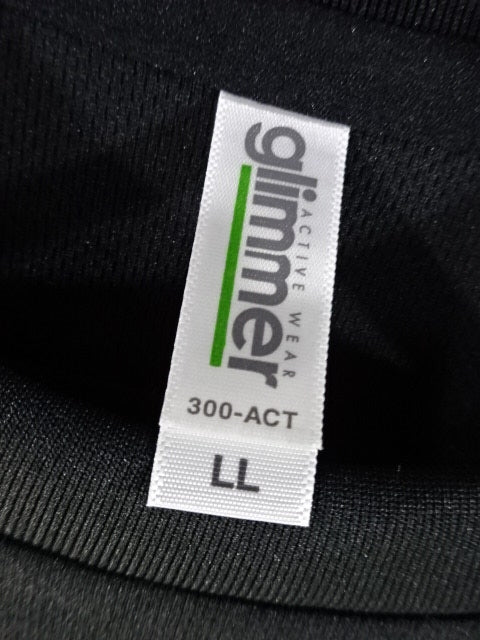 glimmer
ACTIVE WEAR
300-ACT
LL